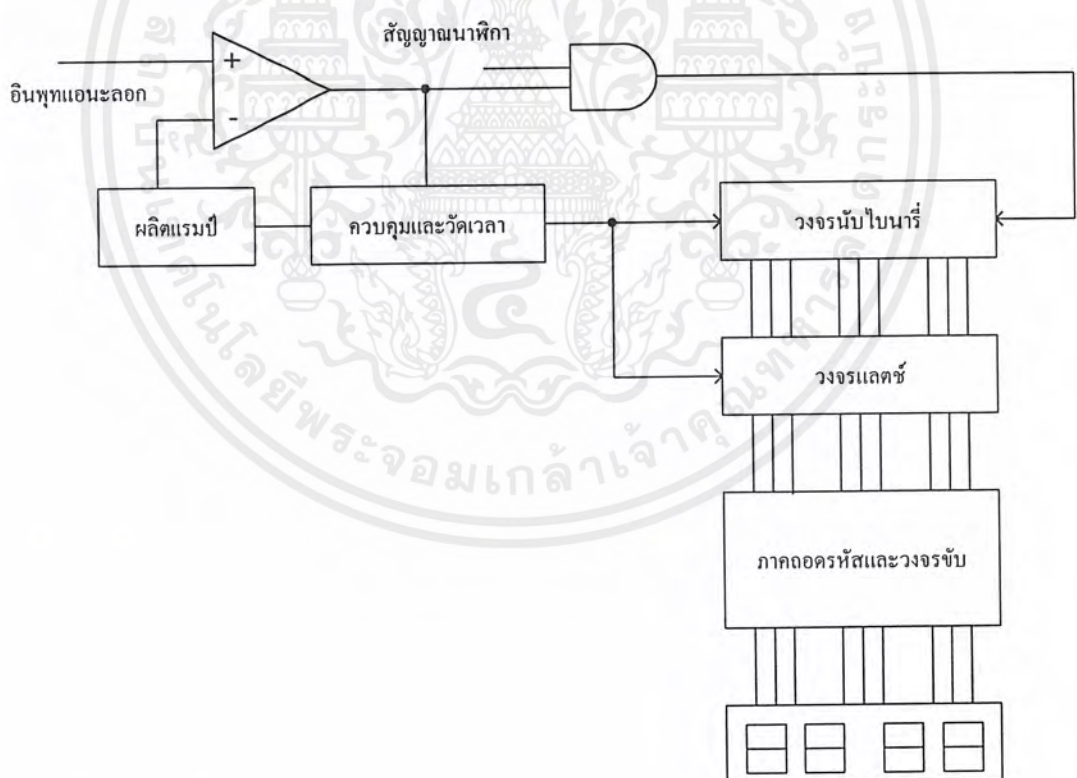 สัญญาณนาฬิกา
+
อินพุทแอนะลอก
-
ผลิตแรมป์
ควบคุมและวัดเวลา
วงจรนับไบนารี่
วงจรแลตช์
ภาคถอดรหัสและวงจรขับ